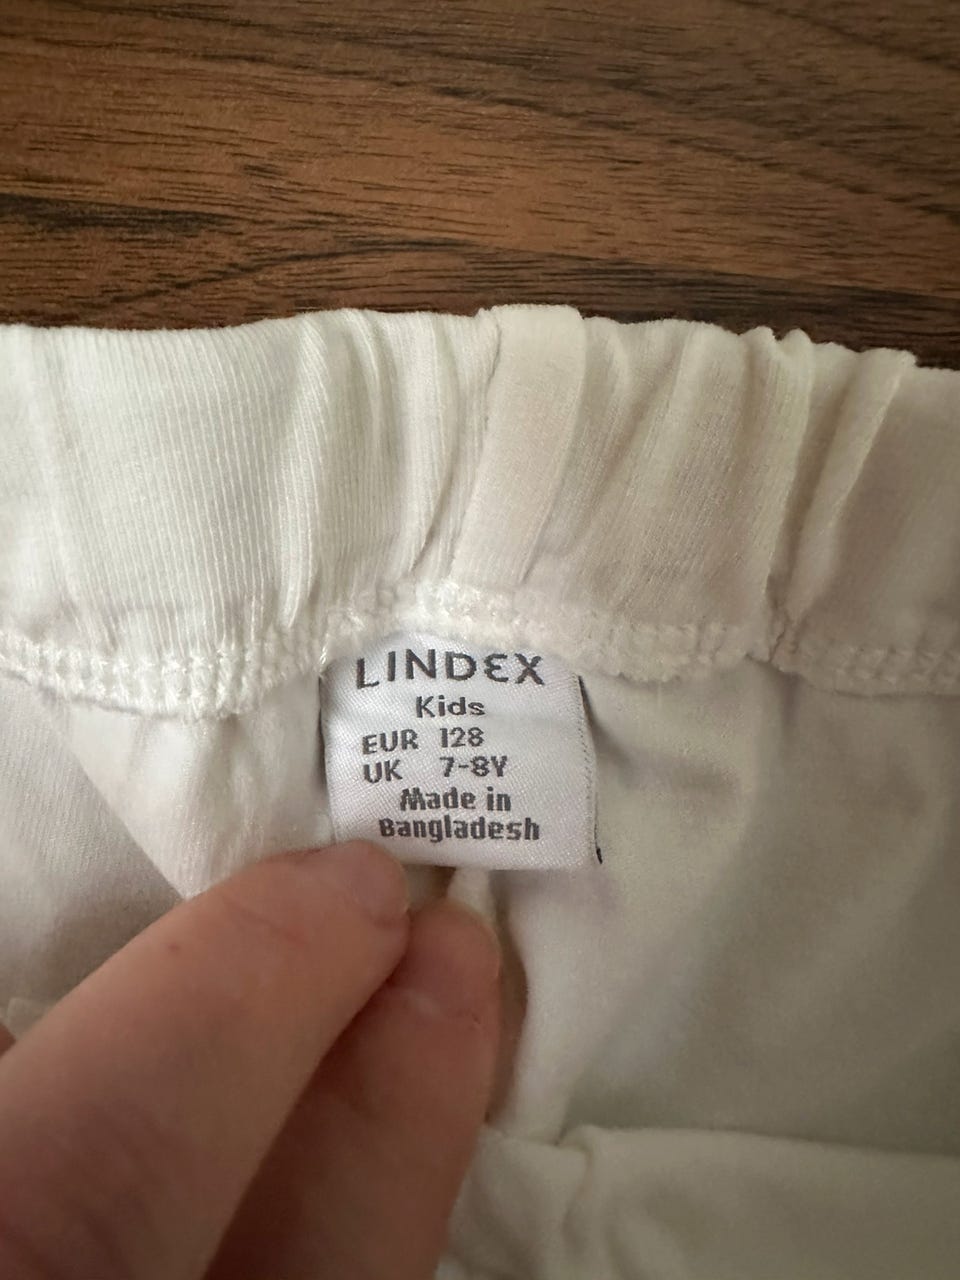 LINDEX
Kids
EUR 128
UK 7-8Y
Made in
Bangladesh